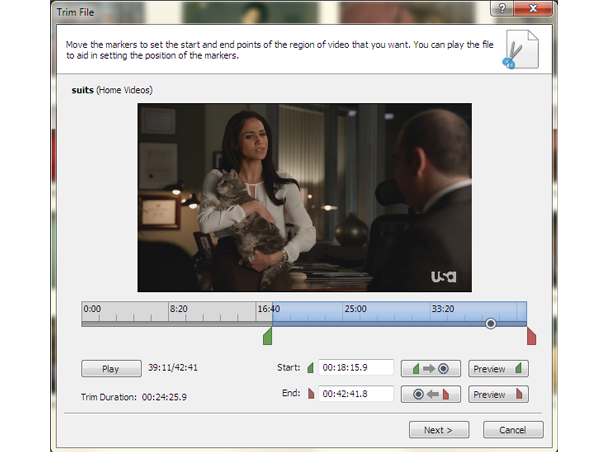 Trim File
Move the markers to set the start and end points of the region of video that you want. You can play the file
to aid in setting the position of the markers.
suits (Home Videos)
usa
0:00 8:20 16:40 25:00 33:20
Play 39:11/42:41 Start: 00:18:15.9 Preview
Trim Duration: 00:24:25.9 End: 00:42:41.8 Preview
Next > Cancel